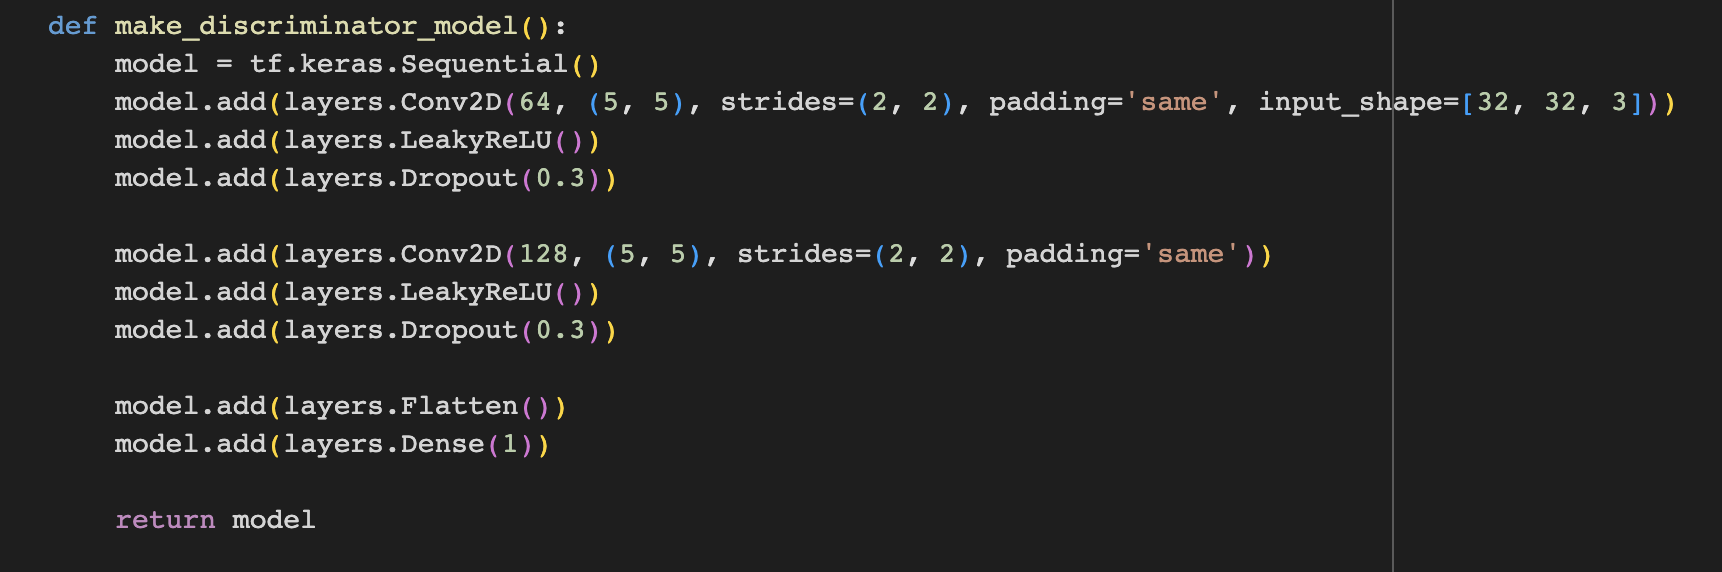 def make_discriminator_model():
    model = tf.keras.Sequential()
    model.add(layers.Conv2D(64, (5, 5), strides=(2, 2), padding='same', input_shape=[32, 32, 3]))
    model.add(layers.LeakyReLU())
    model.add(layers.Dropout(0.3))

    model.add(layers.Conv2D(128, (5, 5), strides=(2, 2), padding='same'))
    model.add(layers.LeakyReLU())
    model.add(layers.Dropout(0.3))

    model.add(layers.Flatten())
    model.add(layers.Dense(1))

    return model